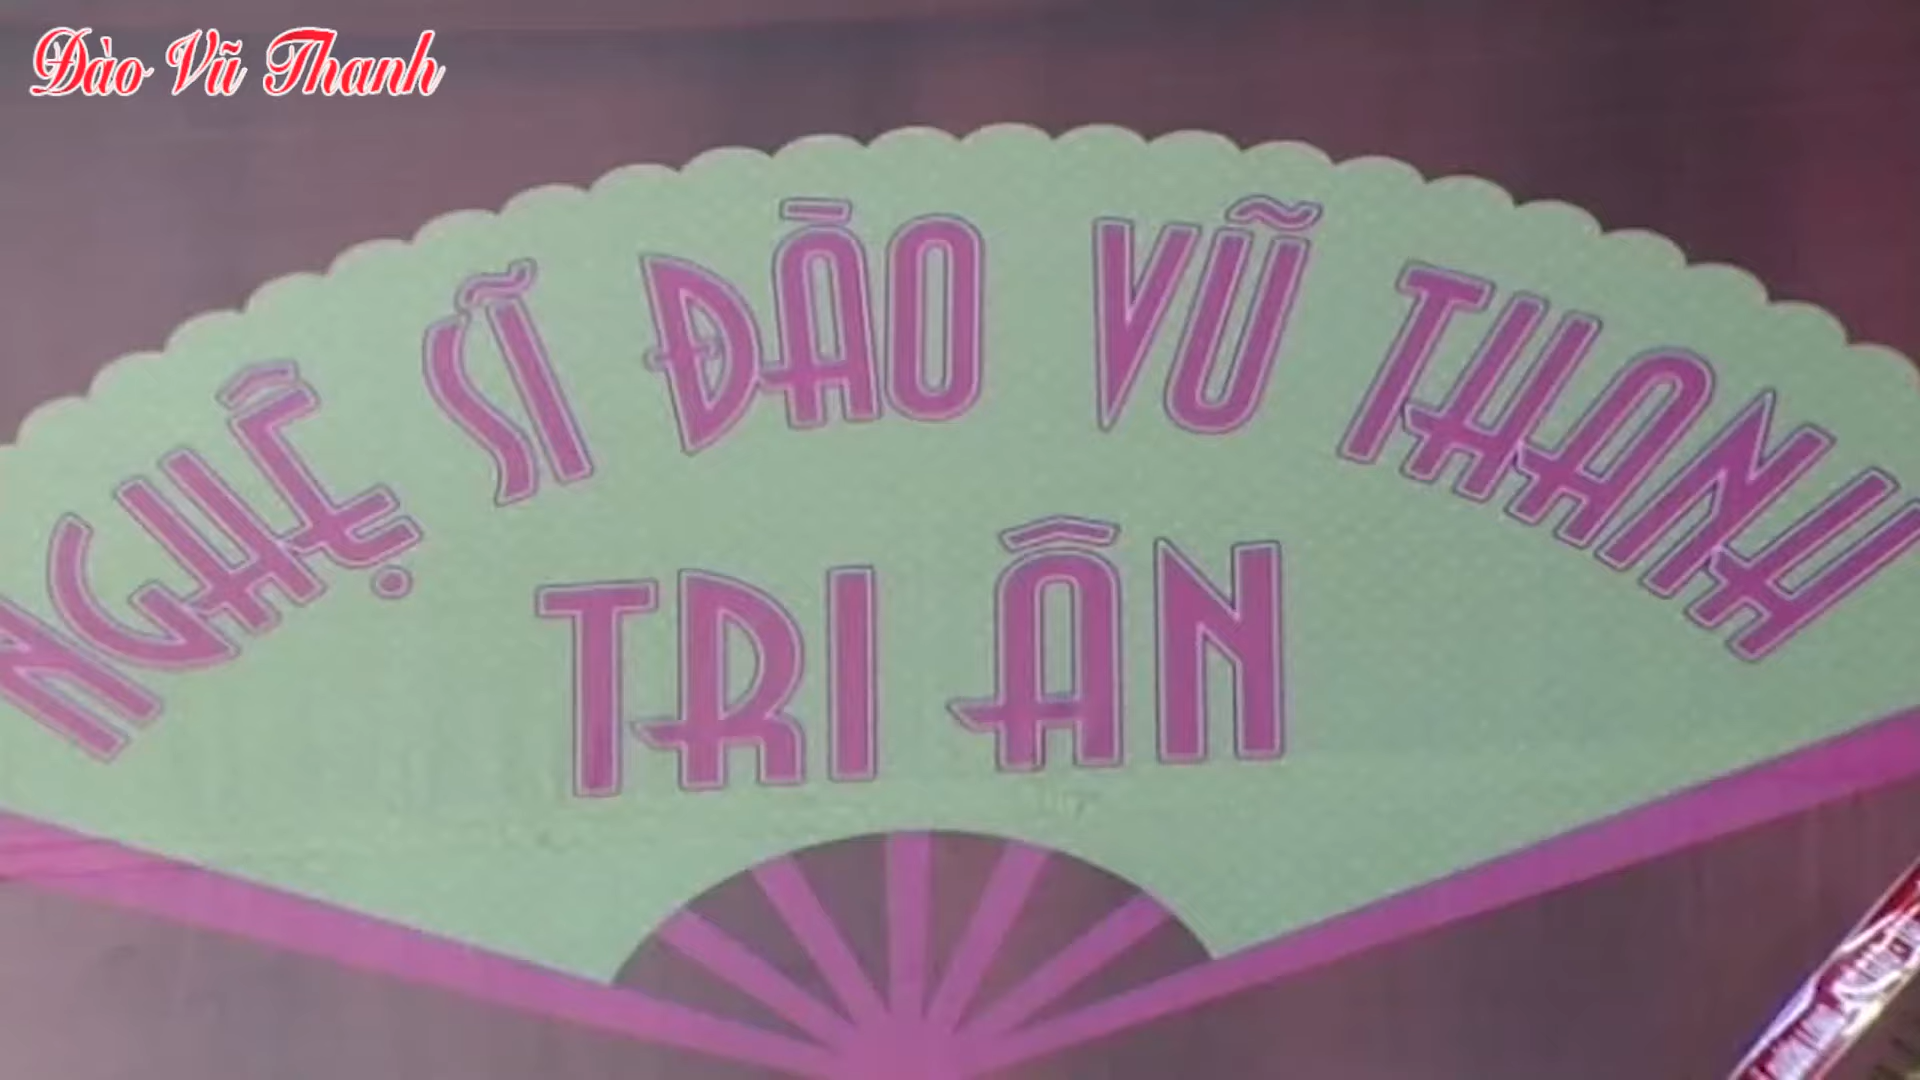 Đào Vũ Thanh
NGHỆ SĨ ĐÀO VŨ THANH
TRI ÂN